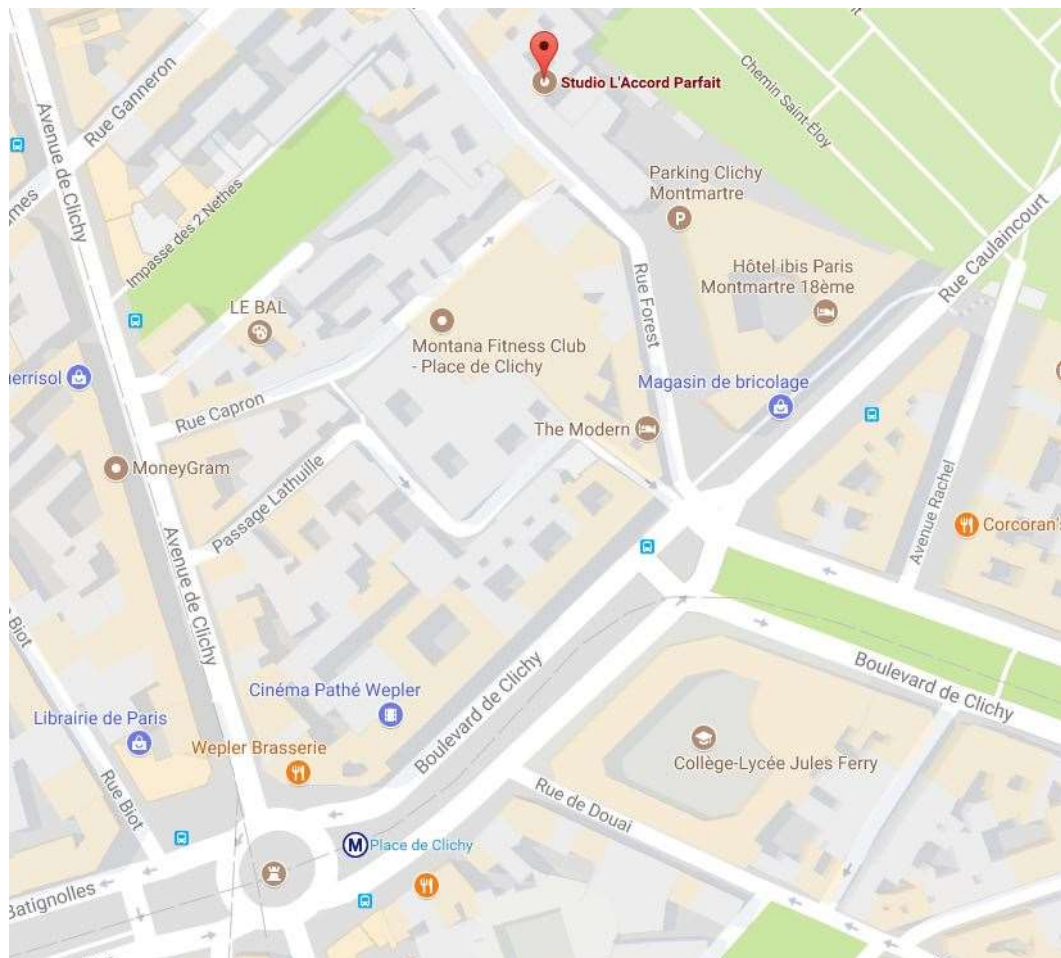 Studio L'Accord Parfait
Chemin Saint-Éloy
Avenue de Clichy
Rue Ganneron
Impasse des 2 Nethes
Parking Clichy
Montmartre
P
Rue Caulaincourt
Hôtel ibis Paris
Montmartre 18ème
Rue Forest
LE BAL
Montana Fitness Club
- Place de Clichy
Magasin de bricolage
Rue Capron
The Modern
MoneyGram
Passage Lathuille
Avenue Rachel
Corcoran
Avenue de Clichy
Biot
Boulevard de Clichy
Boulevard de Clichy
Cinéma Pathé Wepler
Librairie de Paris
Wepler Brasserie
Collège-Lycée Jules Ferry
Rue Biot
Rue de Douai
M
Place de Clichy
Batignolles